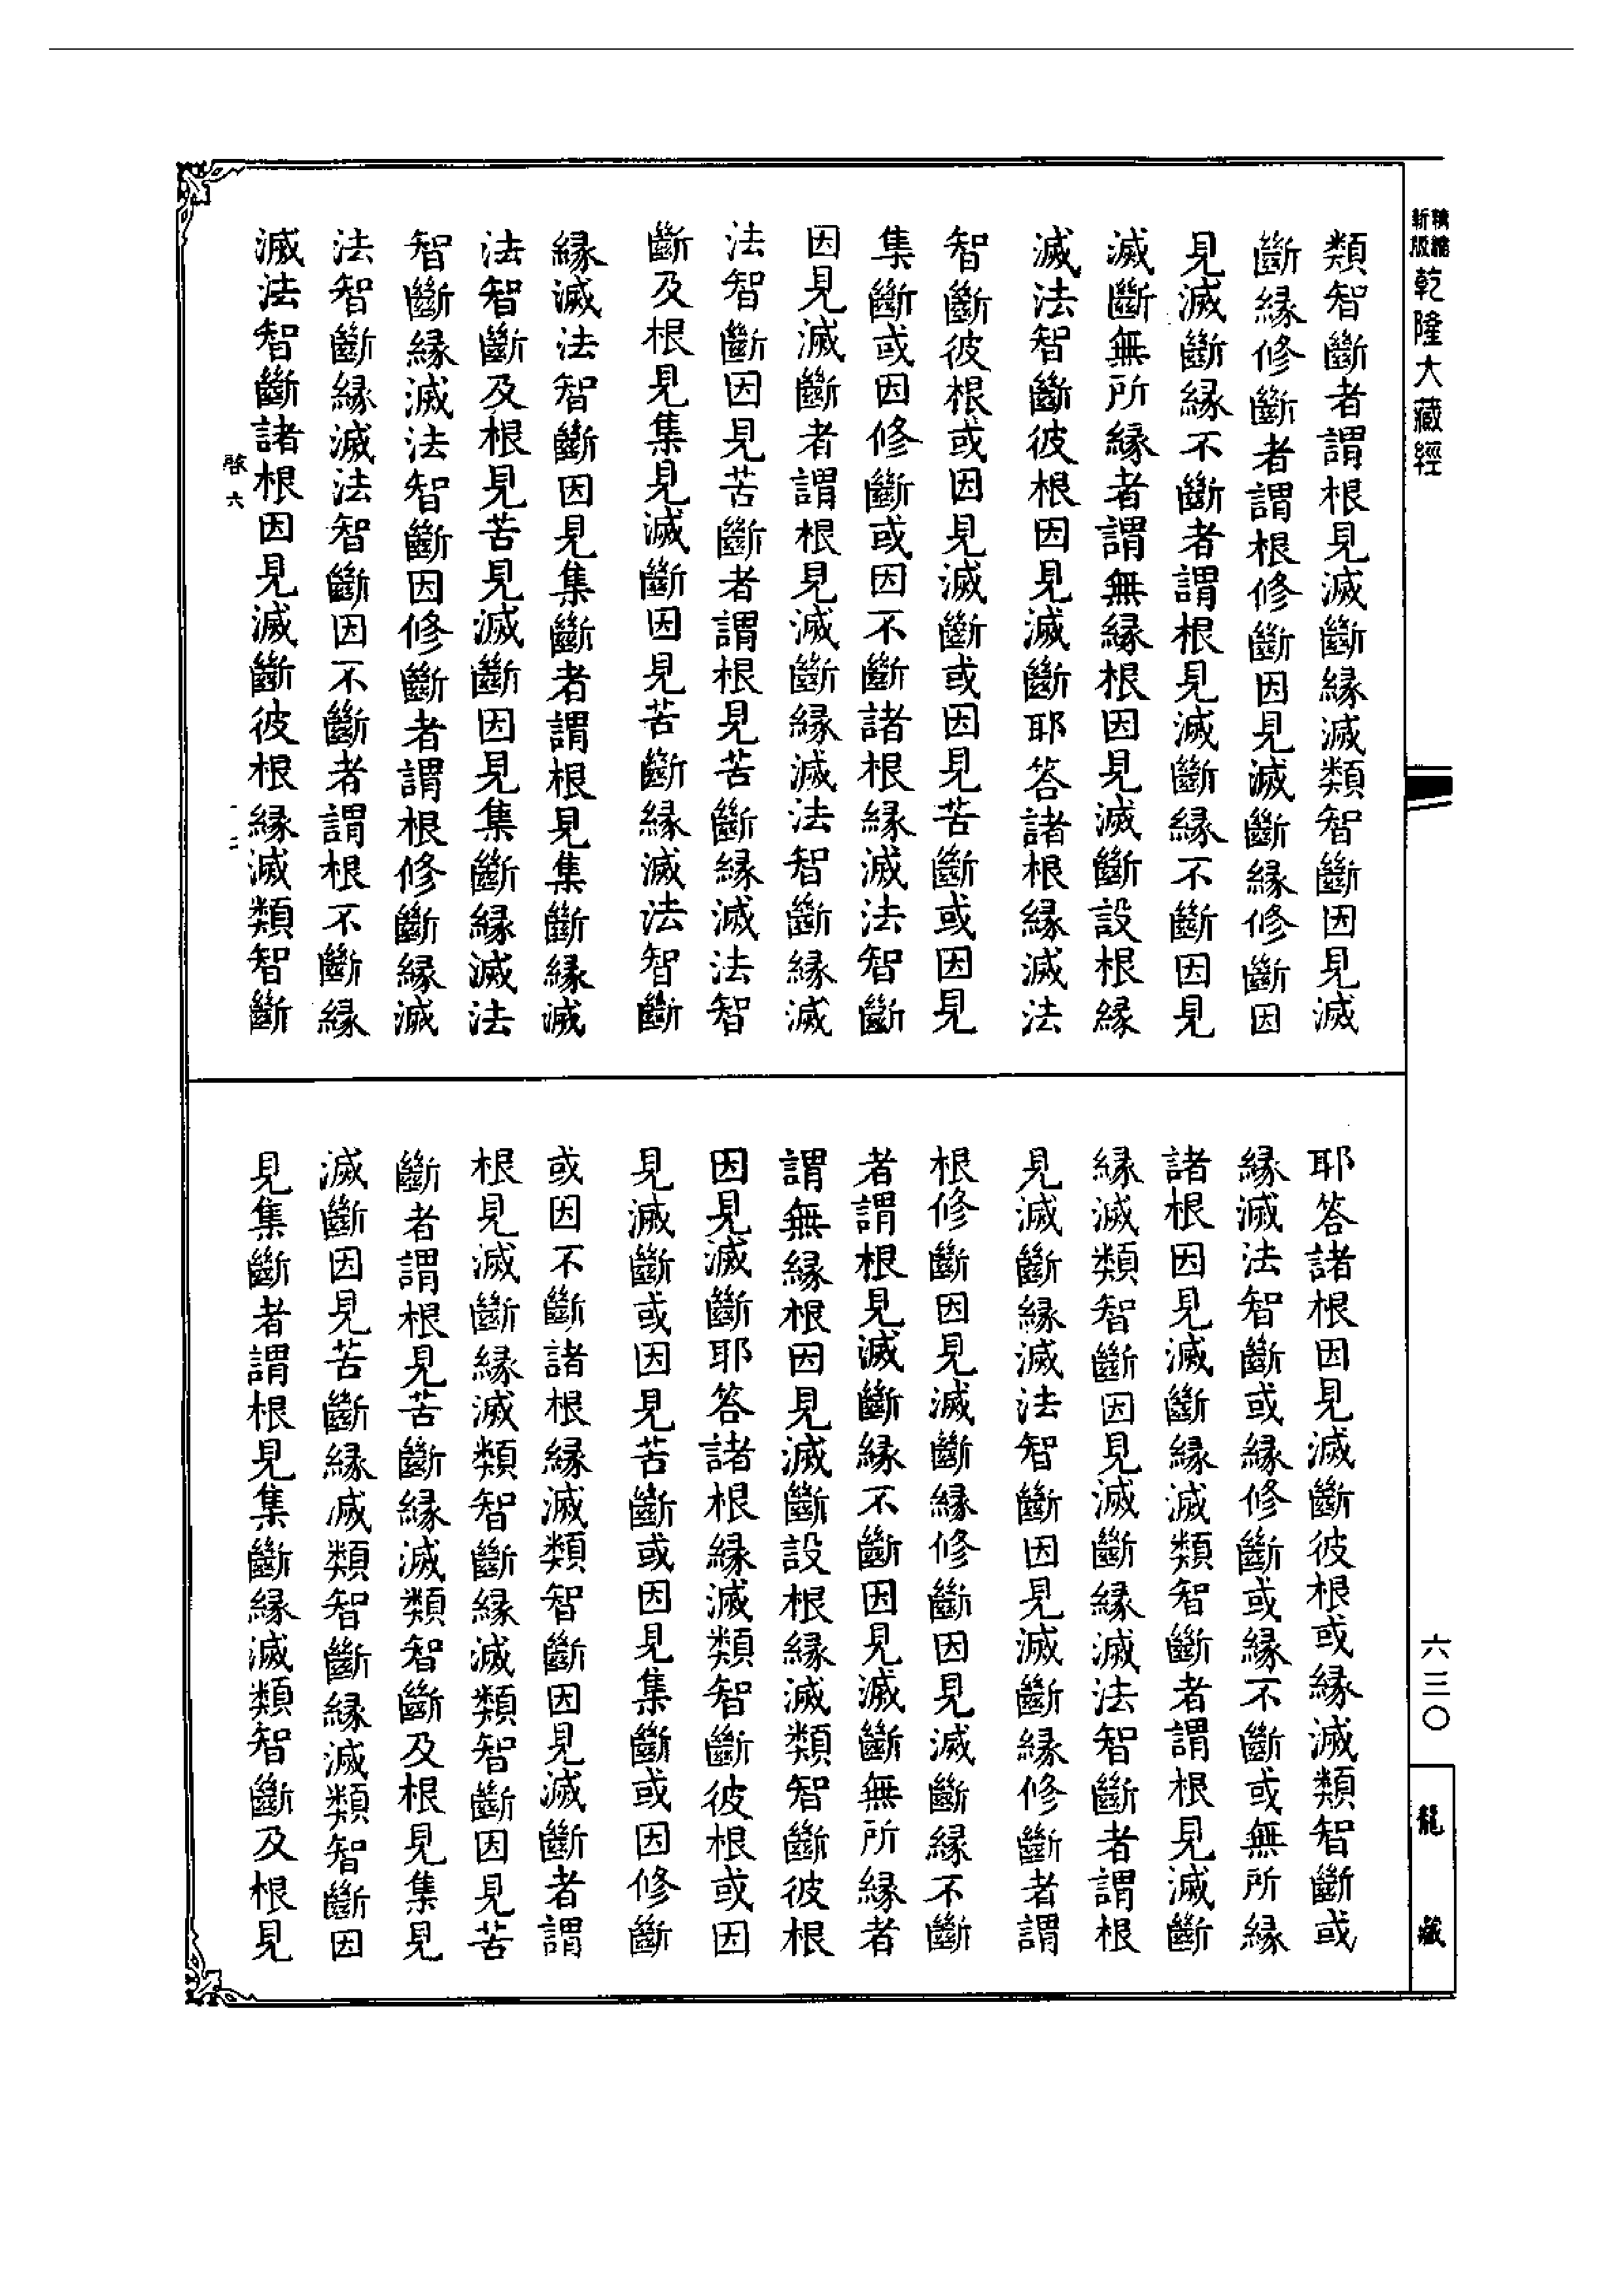 精縮
新版
乾隆大藏經
類智斷者謂根見滅斷緣滅類智斷因見滅
斷緣修斷者謂根修斷因見滅斷緣修斷因
見滅斷緣不斷者謂根見滅斷緣不斷因見
滅斷無所緣者謂無緣根因見滅斷設根緣
滅法智斷彼根因見滅斷耶答諸根緣滅法
智斷彼根或因見滅斷或因見苦斷或因見
集斷或因修斷或因不斷諸根緣滅法智斷
因見滅斷者謂根見滅斷緣滅法智斷緣滅
法智斷因見苦斷者謂根見苦斷緣滅法智
斷及根見集見滅斷因見苦斷緣滅法智斷
緣滅法智斷因見集斷者謂根見集斷緣滅
法智斷及根見苦見滅斷因見集斷緣滅法
智斷緣滅法智斷因修斷者謂根修斷緣滅
法智斷緣滅法智斷因不斷者謂根不斷緣
滅法智斷諸根因見滅斷彼根緣滅類智斷
啓六
十二
耶答諸根因見滅斷彼根或緣滅類智斷或
緣滅法智斷或緣修斷或緣不斷或無所緣
諸根因見滅斷緣滅類智斷者謂根見滅斷
緣滅類智斷因見滅斷緣滅法智斷者謂根
見滅斷緣滅法智斷因見滅斷緣修斷者謂
根修斷因見滅斷緣修斷因見滅斷緣不斷
者謂根見滅斷緣不斷因見滅斷無所緣者
謂無緣根因見滅斷設根緣滅類智斷彼根
因見滅斷耶答諸根緣滅類智斷彼根或因
見滅斷或因見苦斷或因見集斷或因修斷
或因不斷諸根緣滅類智斷因見滅斷者謂
根見滅斷緣滅類智斷緣滅類智斷因見苦
斷者謂根見苦斷緣滅類智斷及根見集見
滅斷因見苦斷緣滅類智斷緣滅類智斷因
見集斷者謂根見集斷緣滅類智斷及根見
六三〇
龍藏